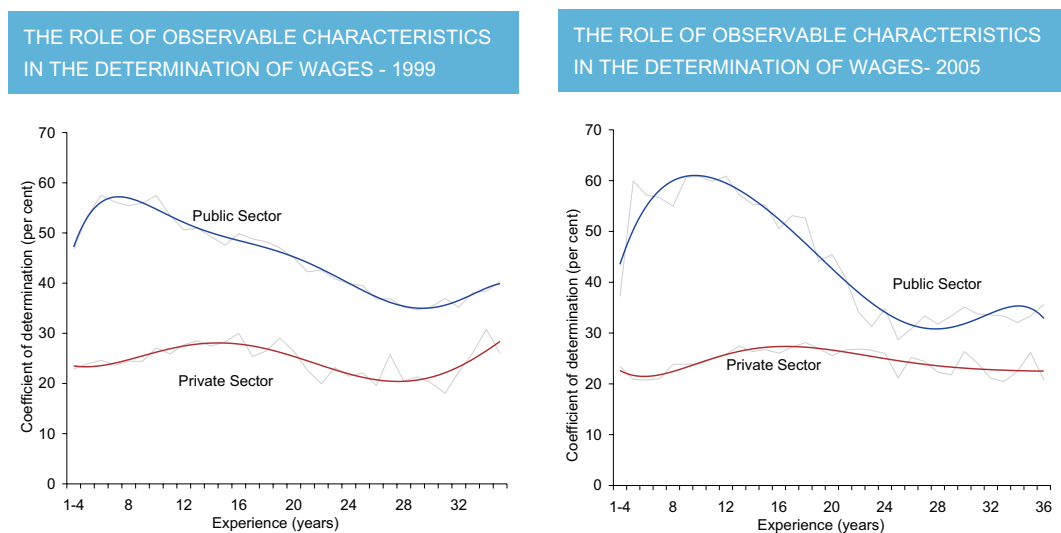 THE ROLE OF OBSERVABLE CHARACTERISTICS
IN THE DETERMINATION OF WAGES - 1999
70
60
50
40
30
20
10
0
Coefficient of determination (per cent)
Public Sector
Private Sector
1-4 8 12 16 20 24 28 32
Experience (years)
THE ROLE OF OBSERVABLE CHARACTERISTICS
IN THE DETERMINATION OF WAGES- 2005
70
60
50
40
30
20
10
0
Coefficient of determination (per cent)
Public Sector
Private Sector
1-4 8 12 16 20 24 28 32 36
Experience (years)